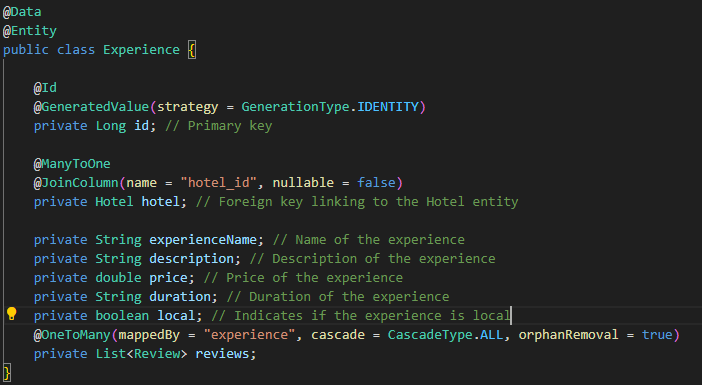 @Data
@Entity
public class Experience {
@Id
@GeneratedValue(strategy = GenerationType.IDENTITY)
private Long id; // Primary key
@ManyToOne
@JoinColumn(name = "hotel_id", nullable = false)
private Hotel hotel; // Foreign key linking to the Hotel entity
private String experienceName; // Name of the experience
private String description; // Description of the experience
private double price; // Price of the experience
private String duration; // Duration of the experience
private boolean local; // Indicates if the experience is local
@OneToMany(mappedBy = "experience", cascade = CascadeType.ALL, orphanRemoval = true)
private List<Review> reviews;
}